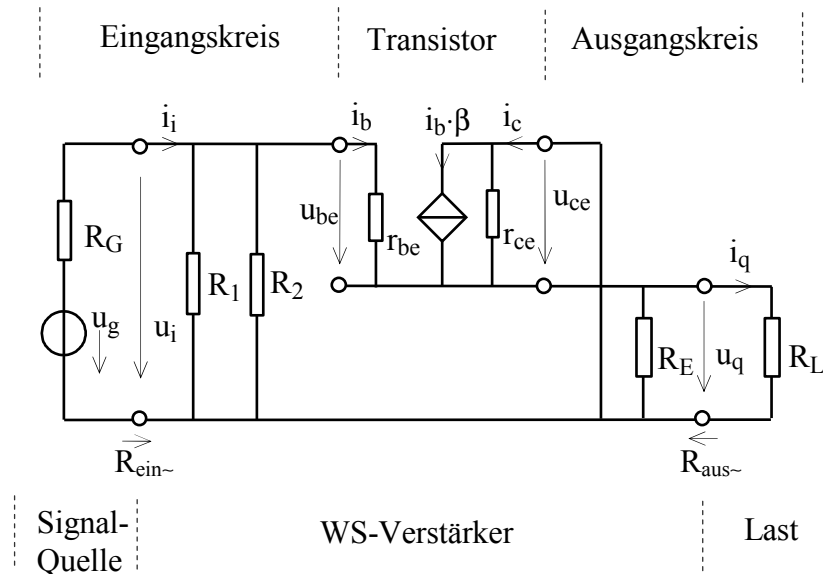 Eingangskreis Transistor Ausgangskreis
i_i i_b i_b·β i_c
R_G u_be r_be r_ce u_ce
i_q
u_g u_i R_1 R_2
R_E u_q R_L
R_ein~ R_aus~
Signal- WS-Verstärker Last
Quelle